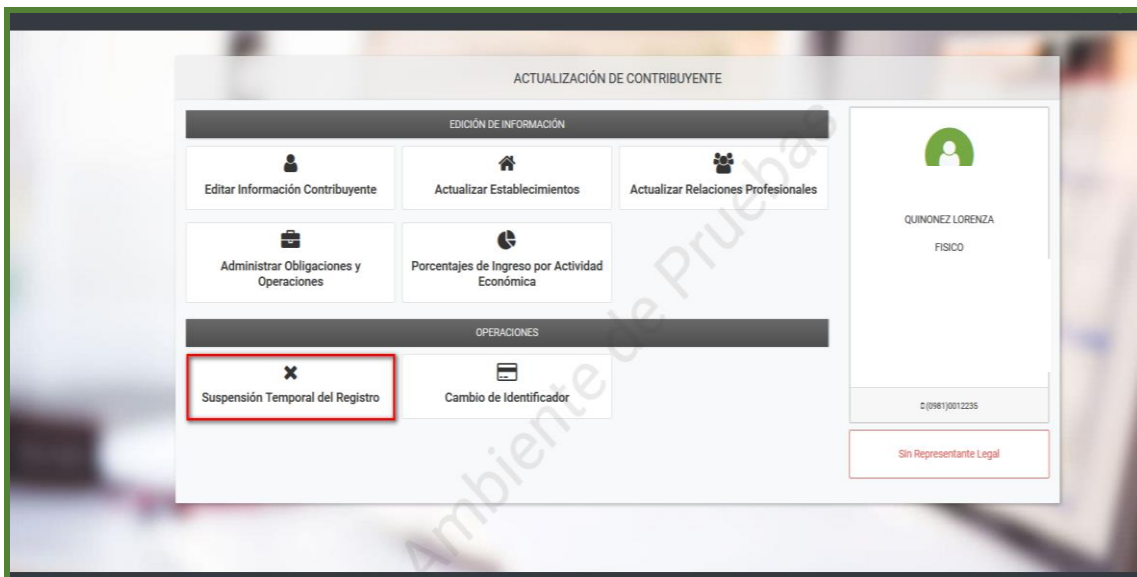 ACTUALIZACIÓN DE CONTRIBUYENTE
EDICIÓN DE INFORMACIÓN
Editar Información Contribuyente
Actualizar Establecimientos
Actualizar Relaciones Profesionales
Administrar Obligaciones y
Operaciones
Porcentajes de Ingreso por Actividad
Económica
OPERACIONES
Suspensión Temporal del Registro
Cambio de Identificador
QUINONEZ LORENZA
FISICO
(0981)0012235
Sin Representante Legal
Ambiente de Pruebas